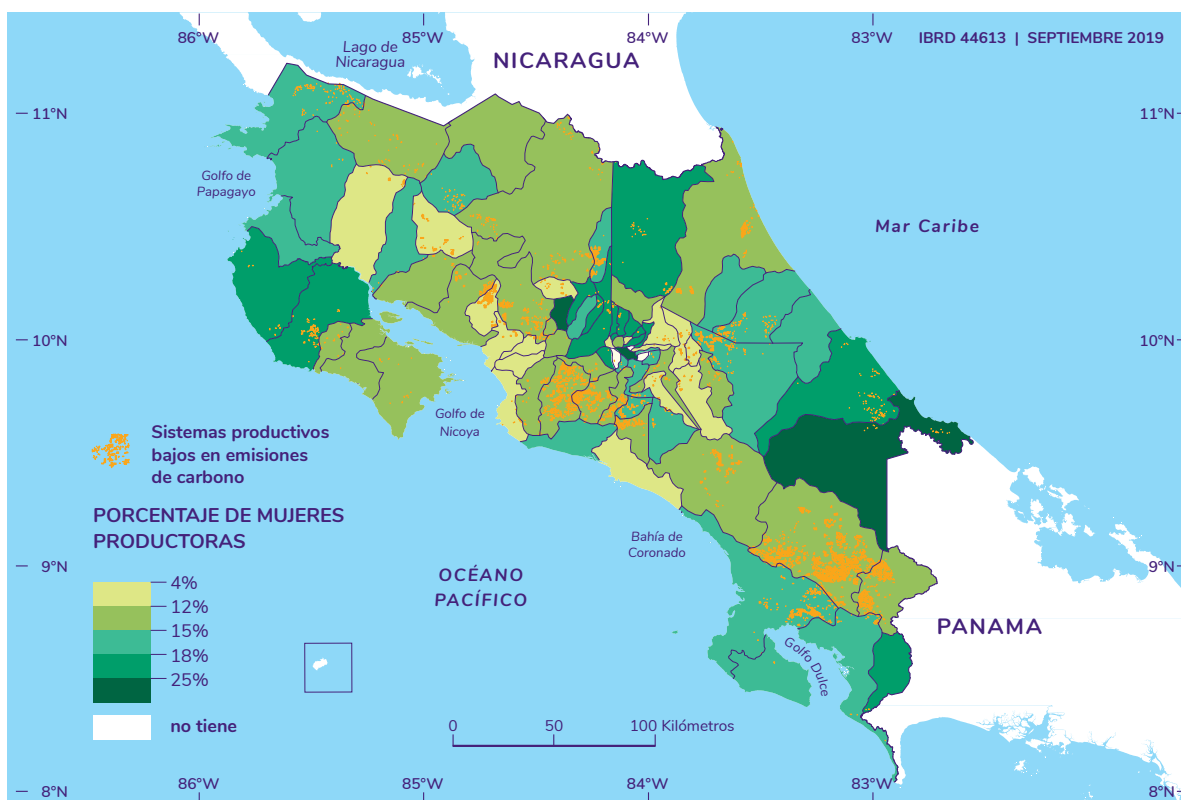 86°W
85°W
84°W
83°W
IBRD 44613 | SEPTIEMBRE 2019
Lago de
Nicaragua
NICARAGUA
11°N
11°N
Golfo de
Papagayo
Mar Caribe
10°N
10°N
Golfo de
Nicoya
Sistemas productivos
bajos en emisiones
de carbono
PORCENTAJE DE MUJERES
PRODUCTORAS
4%
12%
15%
18%
25%
no tiene
Bahía de
Coronado
OCÉANO
PACÍFICO
9°N
9°N
PANAMA
Golfo Dulce
0 50 100 Kilómetros
8°N
86°W
85°W
84°W
83°W
8°N